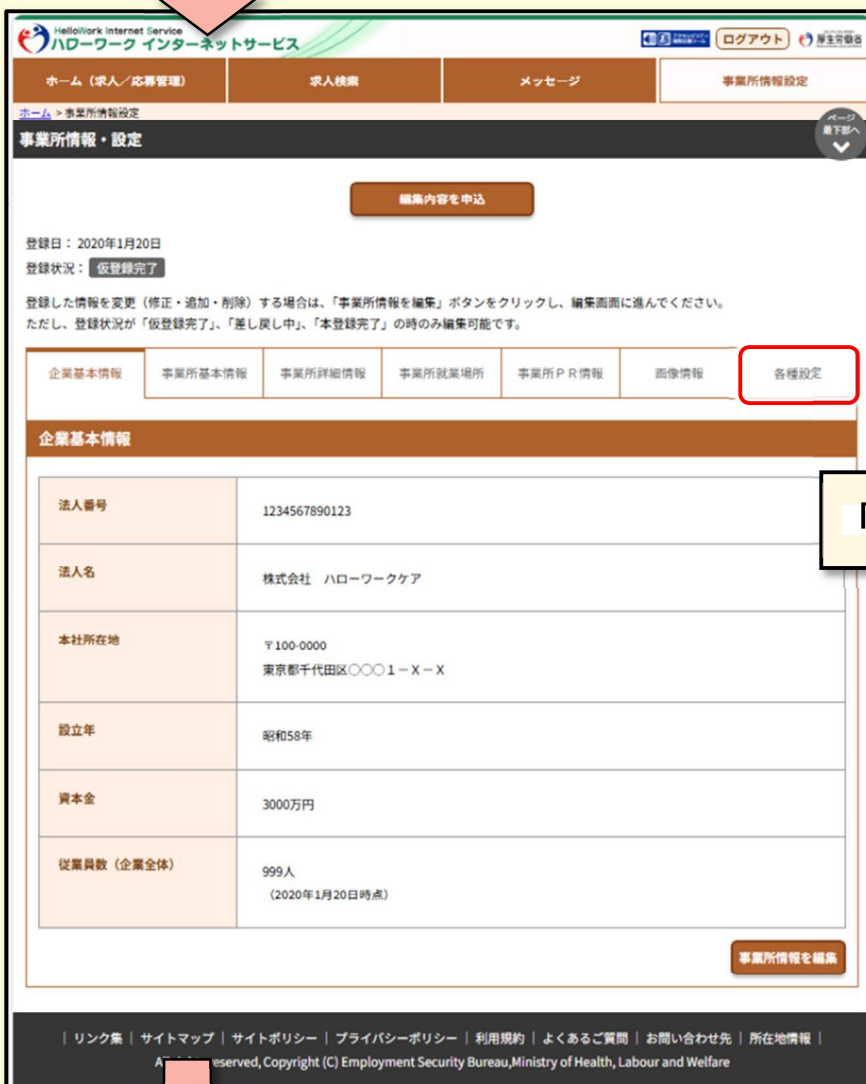 HelloWork Internet Service
ハローワーク インターネットサービス
ログアウト
厚生労働省
ホーム（求人／応募管理）
求人検索
メッセージ
事業所情報設定
ホーム > 事業所情報設定
事業所情報・設定
ページ
最下部へ
編集内容を申込
登録日： 2020年1月20日
登録状況： 仮登録完了
登録した情報を変更（修正・追加・削除）する場合は、「事業所情報を編集」ボタンをクリックし、編集画面に進んでください。
ただし、登録状況が「仮登録完了」、「差し戻し中」、「本登録完了」の時のみ編集可能です。
企業基本情報
事業所基本情報
事業所詳細情報
事業所就業場所
事業所ＰＲ情報
画像情報
各種設定
企業基本情報
法人番号
1234567890123
法人名
株式会社　ハローワークケア
本社所在地
〒100-0000
東京都千代田区○○○１－Ｘ－Ｘ
設立年
昭和58年
資本金
3000万円
従業員数（企業全体）
999人
（2020年1月20日時点）
事業所情報を編集
｜リンク集｜サイトマップ｜サイトポリシー｜プライバシーポリシー｜利用規約｜よくあるご質問｜お問い合わせ先｜所在地情報｜
reserved, Copyright (C) Employment Security Bureau,Ministry of Health, Labour and Welfare